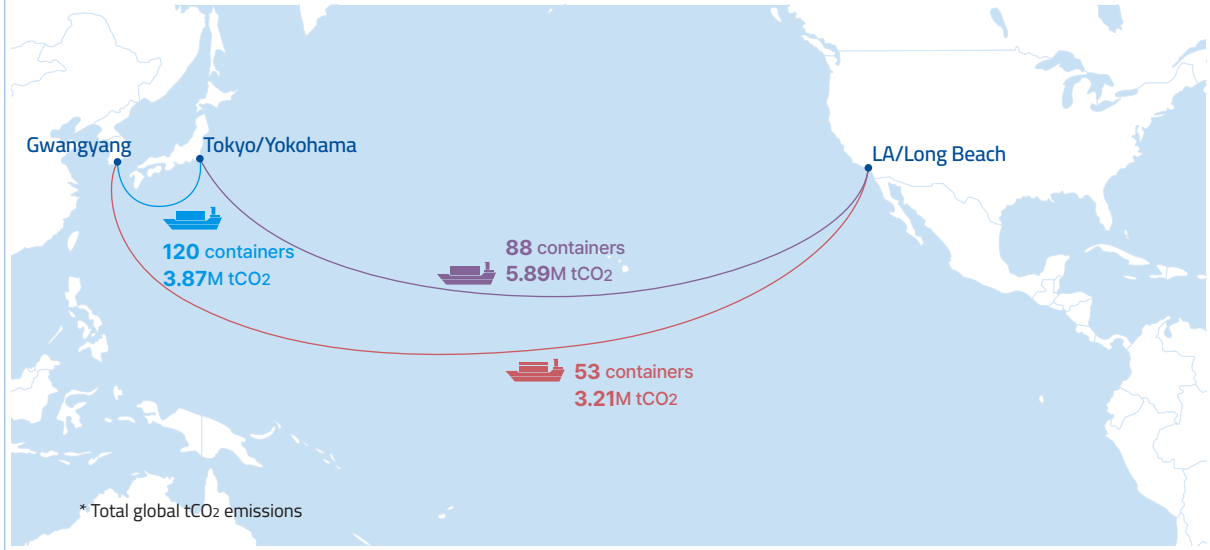 Gwangyang
Tokyo/Yokohama
LA/Long Beach
120 containers
3.87M tCO2
88 containers
5.89M tCO2
53 containers
3.21M tCO2
* Total global tCO2 emissions